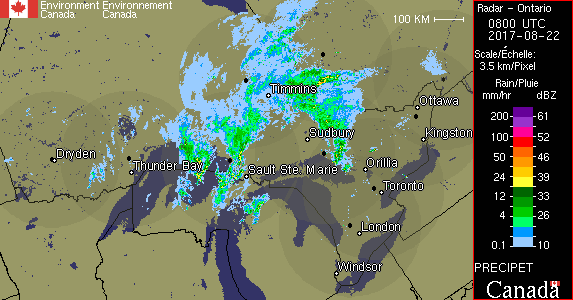 Environment Environnement
Canada Canada
100 KM
Radar - Ontario
0800 UTC
2017-08-22
Scale/Échelle:
3.5 km/Pixel
Rain/Pluie
mm/hr dBZ
200 61
100 52
50 46
24 39
12 33
4 26
0.1 10
PRECIPET
Canada
Timmins
Ottawa
Sudbury
Kingston
Dryden
Thunder Bay
Sault Ste. Marie
Orillia
Toronto
London
Windsor